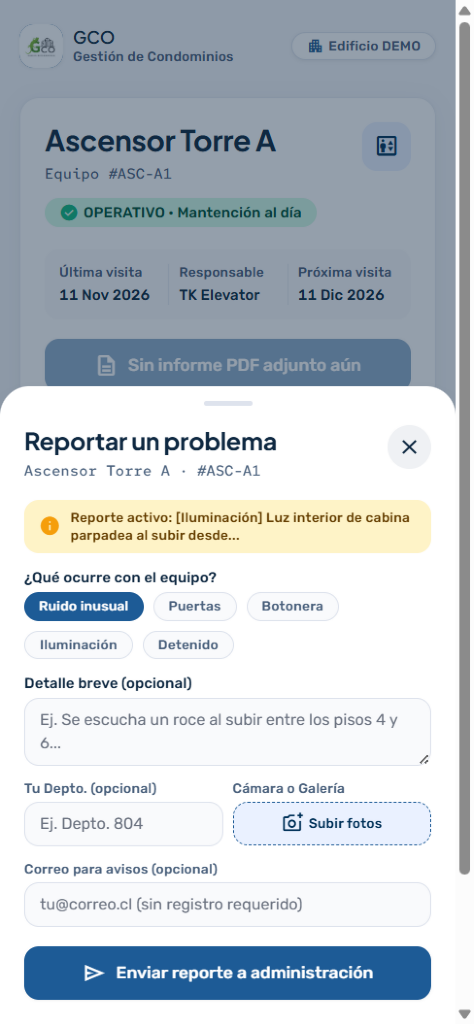 GCO
Gestión de Condominios
Edificio DEMO
Ascensor Torre A
Equipo #ASC-A1
OPERATIVO • Mantención al día
Última visita
11 Nov 2026
Responsable
TK Elevator
Próxima visita
11 Dic 2026
Sin informe PDF adjunto aún
Reportar un problema
Ascensor Torre A · #ASC-A1
Reporte activo: [Iluminación] Luz interior de cabina
parpadea al subir desde...
¿Qué ocurre con el equipo?
Ruido inusual
Puertas
Botonera
Iluminación
Detenido
Detalle breve (opcional)
Ej. Se escucha un roce al subir entre los pisos 4 y
6...
Tu Depto. (opcional)
Cámara o Galería
Ej. Depto. 804
Subir fotos
Correo para avisos (opcional)
tu@correo.cl (sin registro requerido)
Enviar reporte a administración